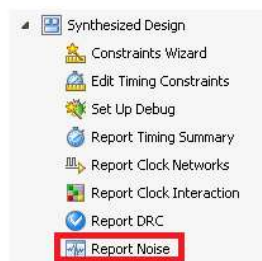 Synthesized Design
Constraints Wizard
Edit Timing Constraints
Set Up Debug
Report Timing Summary
Report Clock Networks
Report Clock Interaction
Report DRC
Report Noise